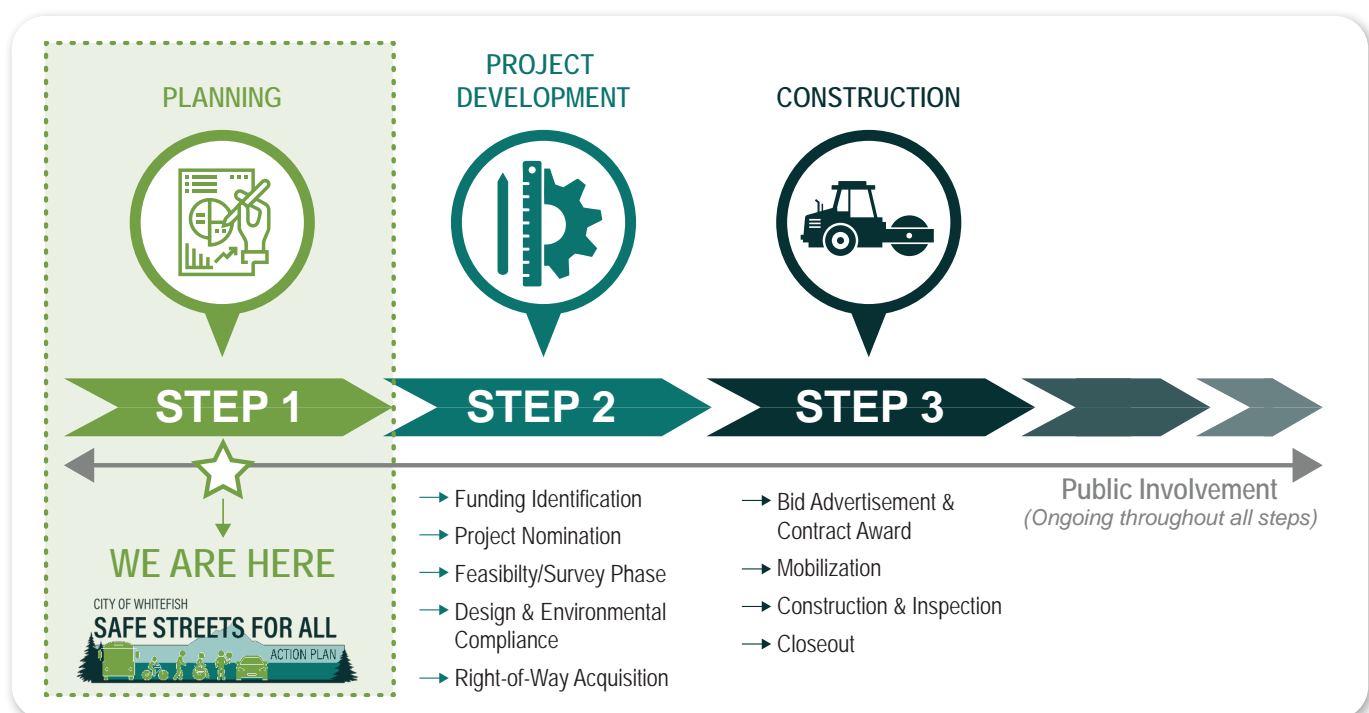 PLANNING
PROJECT
DEVELOPMENT
CONSTRUCTION
STEP 1
STEP 2
STEP 3
Public Involvement
(Ongoing throughout all steps)
WE ARE HERE
CITY OF WHITEFISH
SAFE STREETS FOR ALL
ACTION PLAN
Funding Identification
Project Nomination
Feasibilty/Survey Phase
Design & Environmental
Compliance
Right-of-Way Acquisition
Bid Advertisement &
Contract Award
Mobilization
Construction & Inspection
Closeout